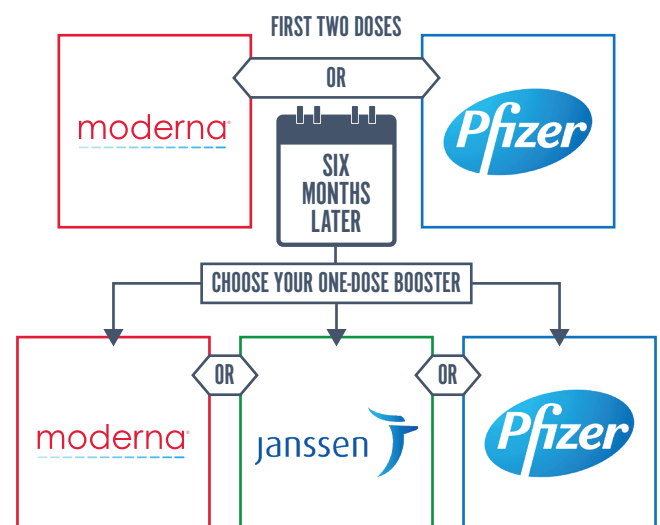 FIRST TWO DOSES
OR
moderna
Pfizer
SIX
MONTHS
LATER
CHOOSE YOUR ONE-DOSE BOOSTER
OR
OR
moderna
janssen
Pfizer